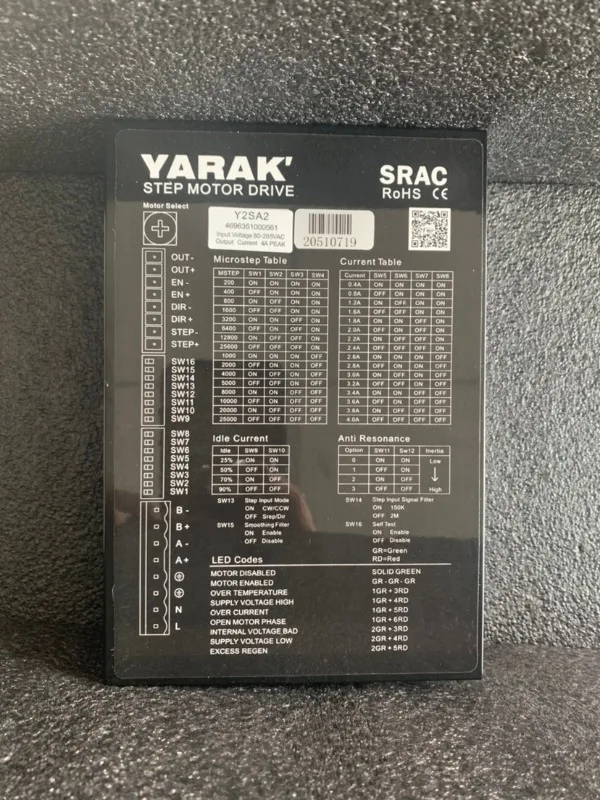 YARAK'
STEP MOTOR DRIVE
SRAC
RoHS CE
Motor Select
Y2SA2
4696351000561
Input Voltage:80-265VAC
Output Current 4A PEAK
20510719
OUT-
OUT+
EN -
EN +
DIR -
DIR +
STEP-
STEP+
SW16
SW15
SW14
SW13
SW12
SW11
SW10
SW9
SW8
SW7
SW6
SW5
SW4
SW3
SW2
SW1
B -
B +
A -
A+
N
L
Microstep Table
MSTEP SW1 SW2 SW3 SW4
200 ON ON ON ON
400 OFF ON ON ON
800 ON OFF ON ON
1600 OFF OFF ON ON
3200 ON ON OFF ON
6400 OFF ON OFF ON
12800 ON OFF OFF ON
25600 OFF OFF OFF ON
1000 ON ON ON OFF
2000 OFF ON ON OFF
4000 ON OFF ON OFF
5000 OFF OFF ON OFF
8000 ON ON OFF OFF
10000 OFF ON OFF OFF
20000 ON OFF OFF OFF
25000 OFF OFF OFF OFF
Current Table
Current SW5 SW6 SW7 SW8
0.4A ON ON ON ON
0.8A OFF ON ON ON
1.2A ON OFF ON ON
1.6A OFF OFF ON ON
1.8A ON ON OFF ON
2.0A OFF ON OFF ON
2.2A ON OFF OFF ON
2.4A OFF OFF OFF ON
2.6A ON ON ON OFF
2.8A OFF ON ON OFF
3.0A ON OFF ON OFF
3.2A OFF OFF ON OFF
3.4A ON ON OFF OFF
3.6A OFF ON OFF OFF
ON OFF OFF OFF
4.0A OFF OFF OFF OFF
Idle Current
Idle SW9 SW10
25% ON ON
50% OFF ON
70% ON OFF
90% OFF OFF
Anti Resonance
Option SW11 Sw12 Inertia
0 ON ON Low
1 OFF ON
2 ON OFF
3 OFF OFF High
SW13 Step Input Mode
ON CW/CCW
OFF Srep/Dir
SW15 Smoothing Filter
ON Enable
OFF Disable
SW14 Step Input Signal Filter
ON 150K
OFF 2M
SW16 Self Test
ON Enable
OFF Disable
GR=Green
RD=Red
LED Codes
MOTOR DISABLED SOLID GREEN
MOTOR ENABLED GR - GR - GR
OVER TEMPERATURE 1GR + 3RD
SUPPLY VOLTAGE HIGH 1GR + 4RD
OVER CURRENT 1GR + 5RD
OPEN MOTOR PHASE 1GR + 6RD
INTERNAL VOLTAGE BAD 2GR + 3RD
SUPPLY VOLTAGE LOW 2GR + 4RD
EXCESS REGEN 2GR + 5RD